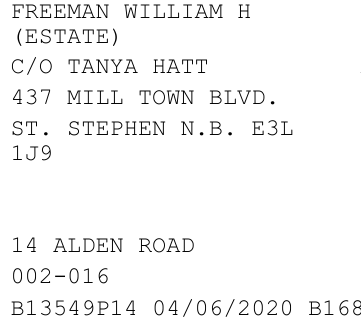 FREEMAN WILLIAM H
(ESTATE)
C/O TANYA HATT
437 MILL TOWN BLVD.
ST. STEPHEN N.B. E3L
1J9
14 ALDEN ROAD
002-016
B13549P14 04/06/2020 B168